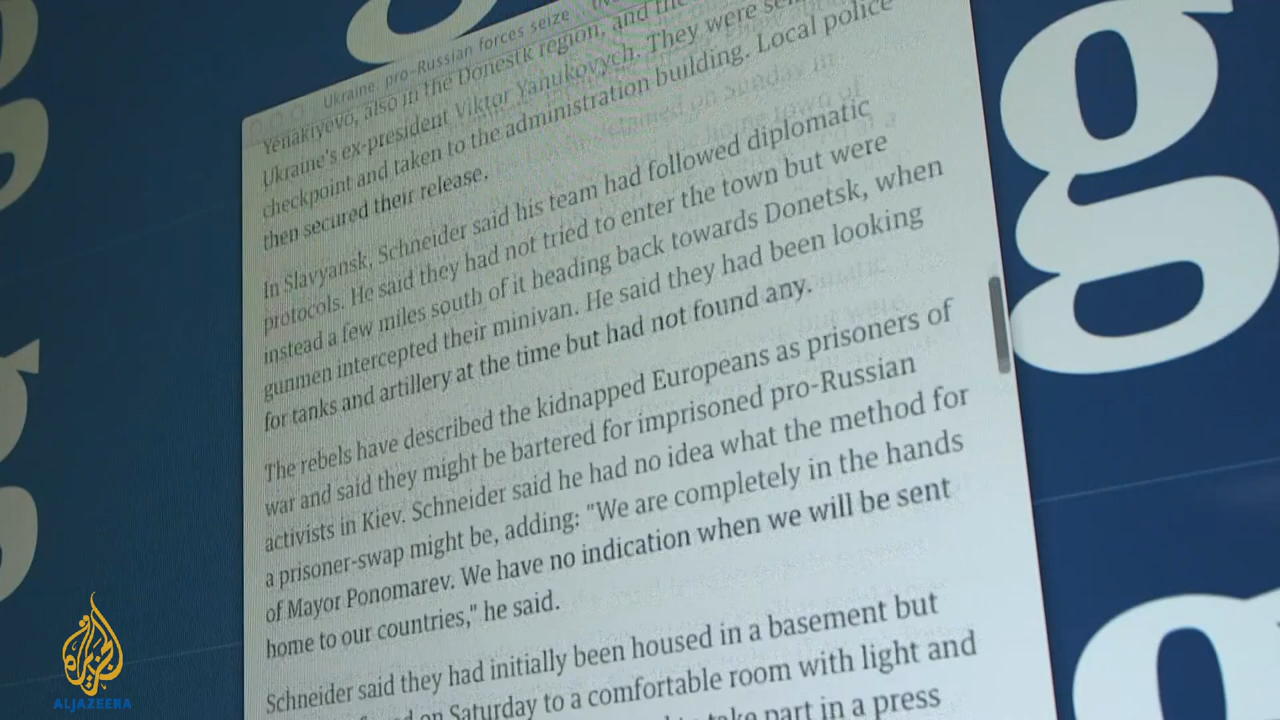 Ukraine: pro-Russian forces seize
Yenakiyevo, also in the Donestk region, and the
Ukraine's ex-president Viktor Yanukovych. They were
checkpoint and taken to the administration building. Local police
then secured their release.
In Slavyansk, Schneider said his team had followed diplomatic
protocols. He said they had not tried to enter the town but were
instead a few miles south of it heading back towards Donetsk, when
gunmen intercepted their minivan. He said they had been looking
for tanks and artillery at the time but had not found any.
The rebels have described the kidnapped Europeans as prisoners of
war and said they might be bartered for imprisoned pro-Russian
activists in Kiev. Schneider said he had no idea what the method for
a prisoner-swap might be, adding: "We are completely in the hands
of Mayor Ponomarev. We have no indication when we will be sent
home to our countries," he said.
Schneider said they had initially been housed in a basement but
on Saturday to a comfortable room with light and
take part in a press
g
g
g
g
g
ALJAZEERA